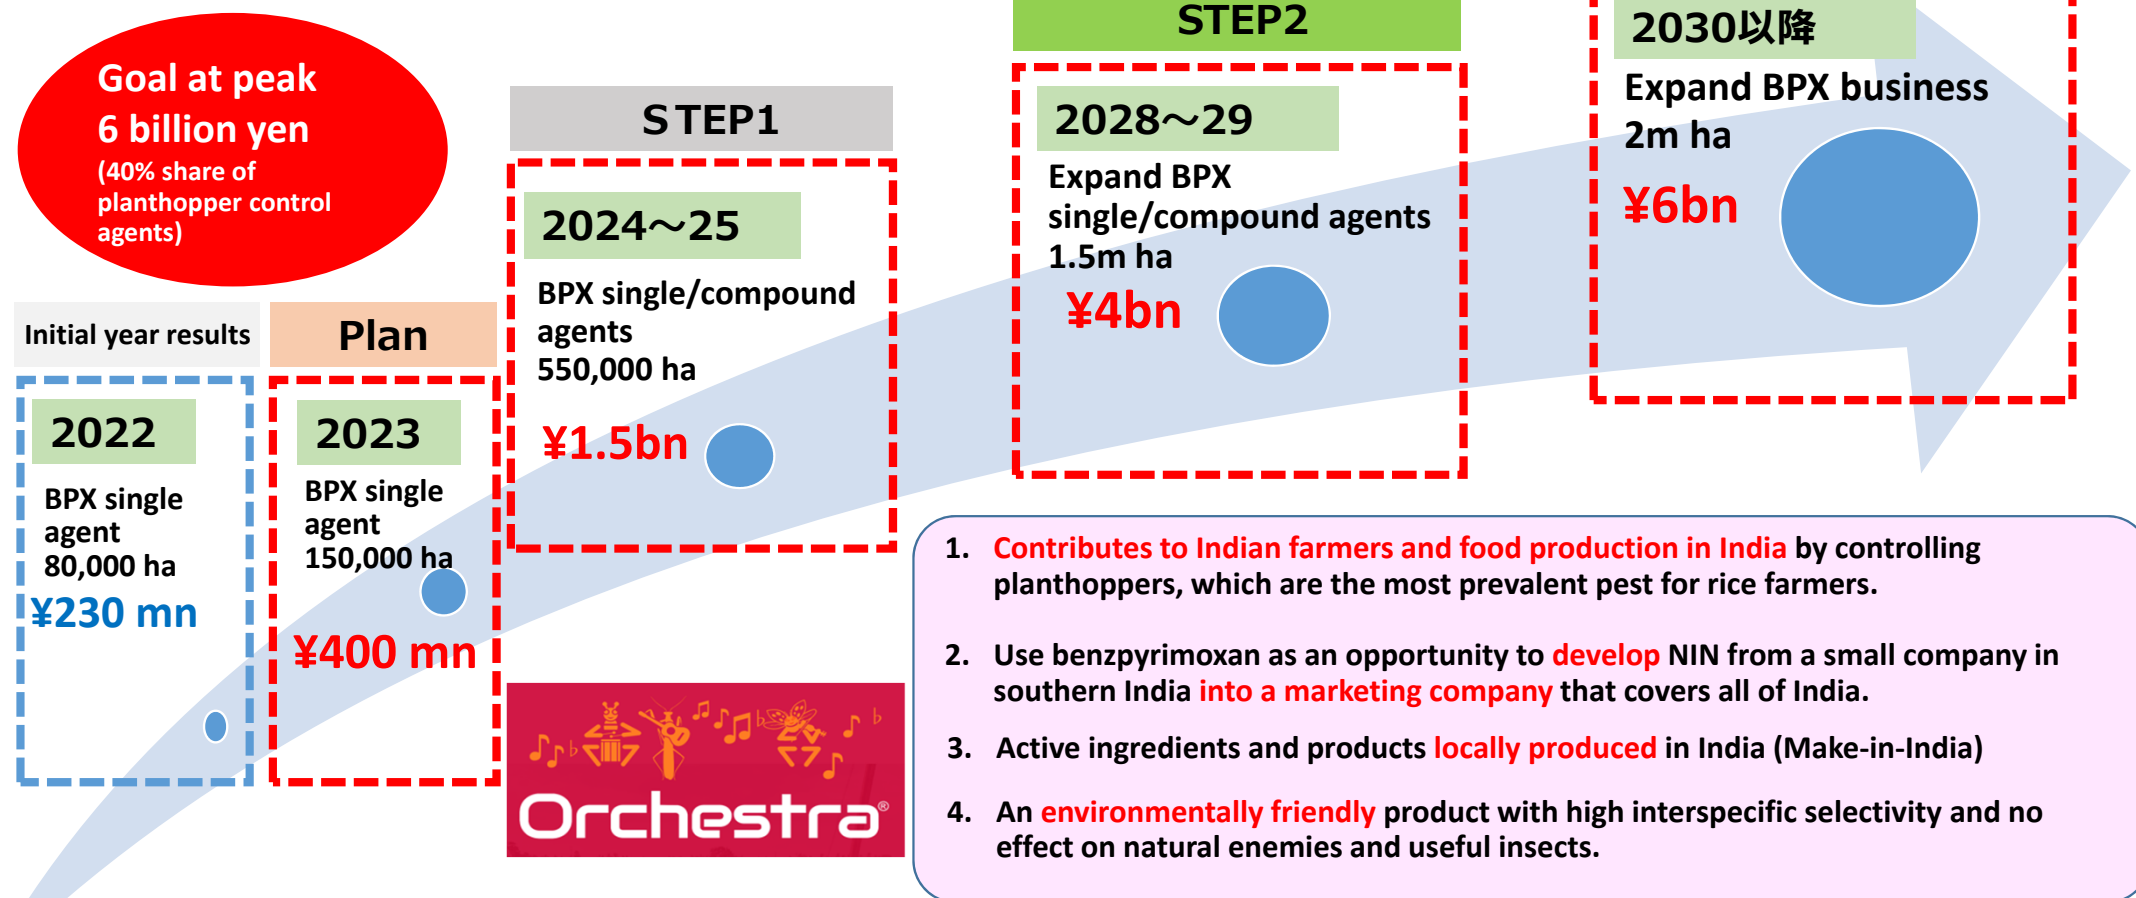 Goal at peak
6 billion yen
(40% share of
planthopper control
agents)
Initial year results
2022
BPX single
agent
80,000 ha
¥230 mn
Plan
2023
BPX single
agent
150,000 ha
¥400 mn
STEP1
2024～25
BPX single/compound
agents
550,000 ha
¥1.5bn
STEP2
2028～29
Expand BPX
single/compound agents
1.5m ha
¥4bn
2030以降
Expand BPX business
2m ha
¥6bn
Orchestra®
1. Contributes to Indian farmers and food production in India by controlling
planthoppers, which are the most prevalent pest for rice farmers.
2. Use benzpyrimoxan as an opportunity to develop NIN from a small company in
southern India into a marketing company that covers all of India.
3. Active ingredients and products locally produced in India (Make-in-India)
4. An environmentally friendly product with high interspecific selectivity and no
effect on natural enemies and useful insects.